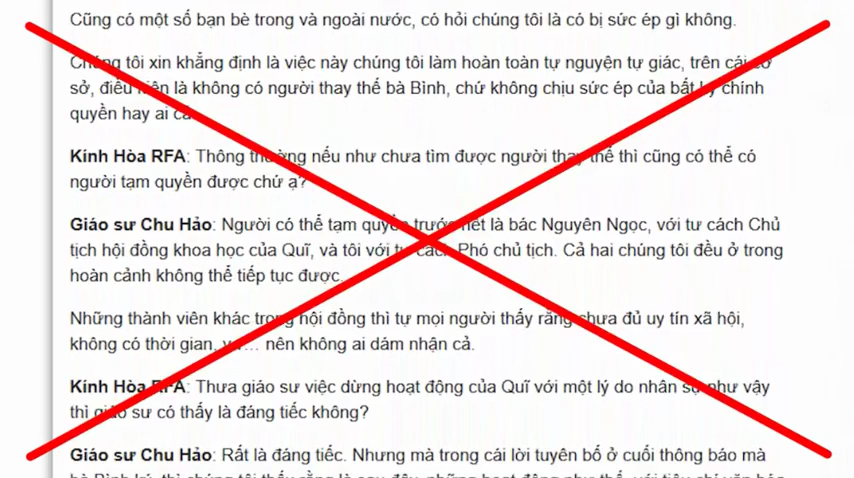 Cũng có một số bạn bè trong và ngoài nước, có hỏi chúng tôi là có bị sức ép gì không.
Chúng tôi xin khẳng định là việc này chúng tôi làm hoàn toàn tự nguyện tự giác, trên cái cơ
sở, điều kiện là không có người thay thế bà Bình, chứ không chịu sức ép của bất kỳ chính
quyền hay ai cả.
Kính Hòa RFA: Thông thường nếu như chưa tìm được người thay thế thì cũng có thể có
người tạm quyền được chứ ạ?
Giáo sư Chu Hảo: Người có thể tạm quyền trước hết là bác Nguyên Ngọc, với tư cách Chủ
tịch hội đồng khoa học của Quĩ, và tôi với tư cách Phó chủ tịch. Cả hai chúng tôi đều ở trong
hoàn cảnh không thể tiếp tục được.
Những thành viên khác trong hội đồng thì tự mọi người thấy rằng chưa đủ uy tín xã hội,
không có thời gian, v.v… nên không ai dám nhận cả.
Kính Hòa RFA: Thưa giáo sư việc dừng hoạt động của Quĩ với một lý do nhân sự như vậy
thì giáo sư có thấy là đáng tiếc không?
Giáo sư Chu Hảo: Rất là đáng tiếc. Nhưng mà trong cái lời tuyên bố ở cuối thông báo mà